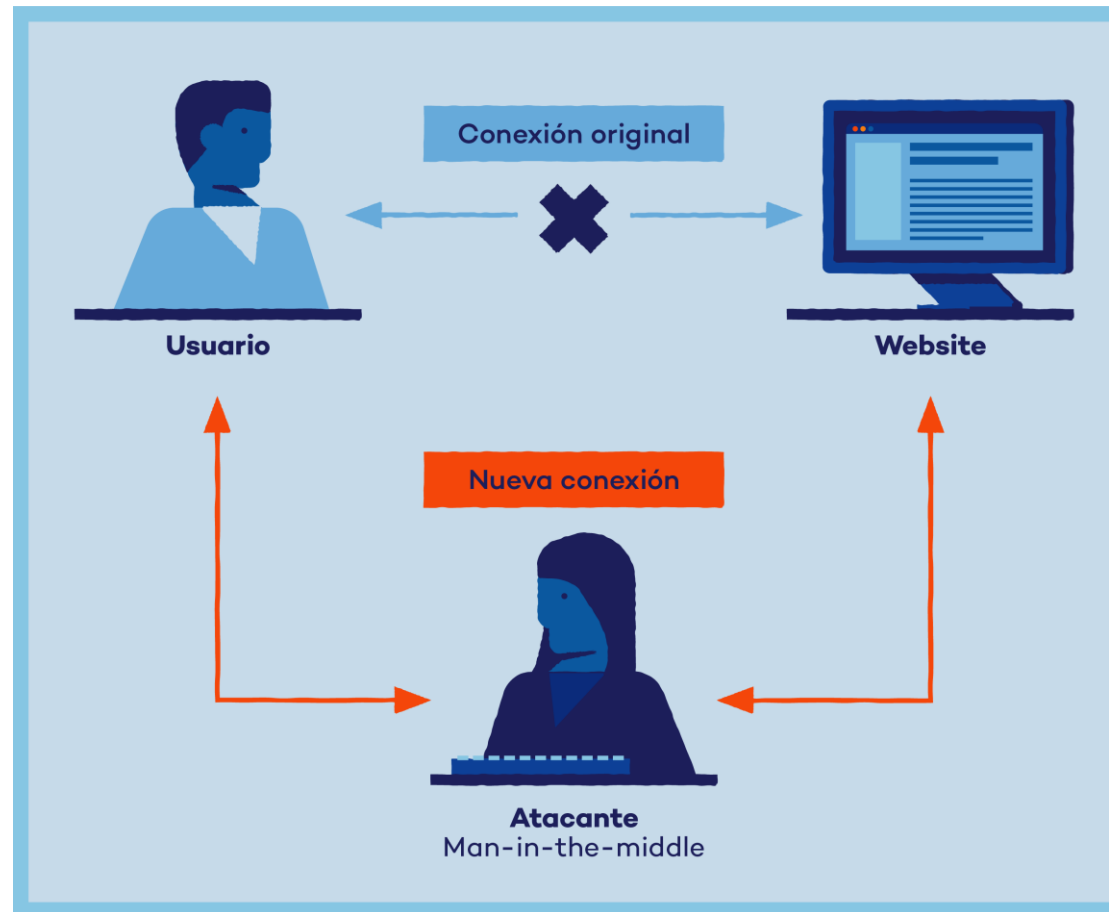 Conexión original
Usuario
Website
Nueva conexión
Atacante
Man-in-the-middle